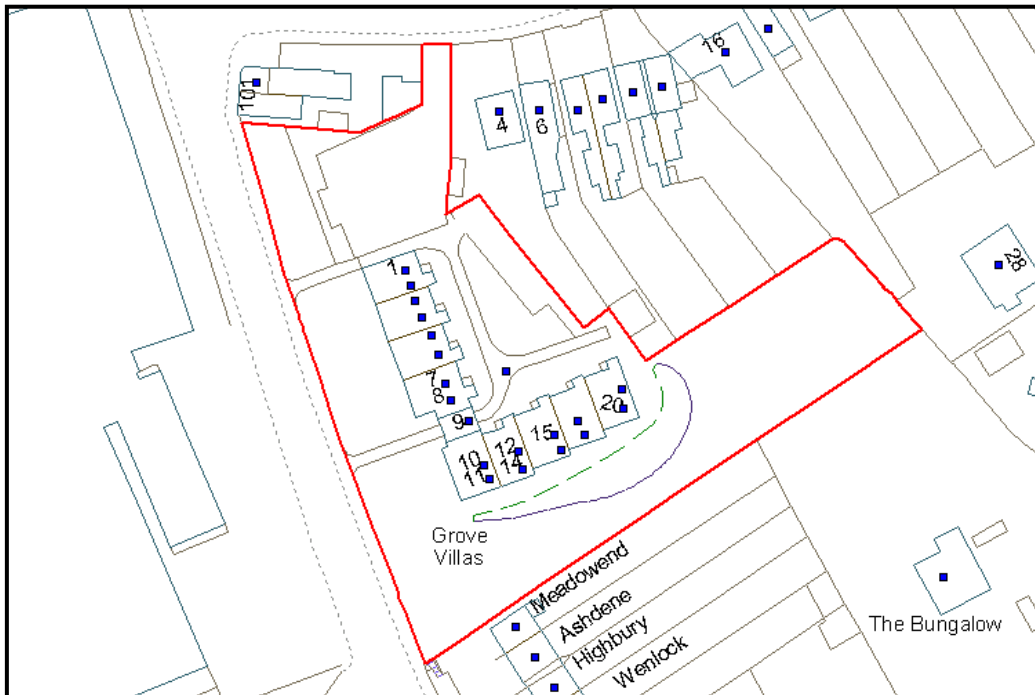 101
16
4
6
28
1
7
8
9
10
11
12
14
15
20
Grove
Villas
Meadowend
Ashdene
Highbury
Wenlock
The Bungalow